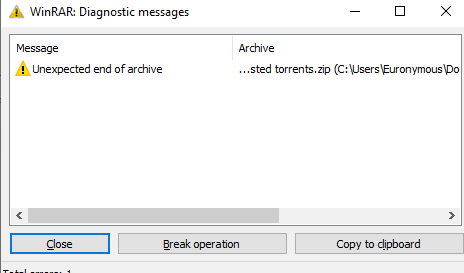 WinRAR: Diagnostic messages
Message Archive
Unexpected end of archive ...sted torrents.zip (C:\Users\Euronymous\Do
Close Break operation Copy to clipboard
Total errors: 1